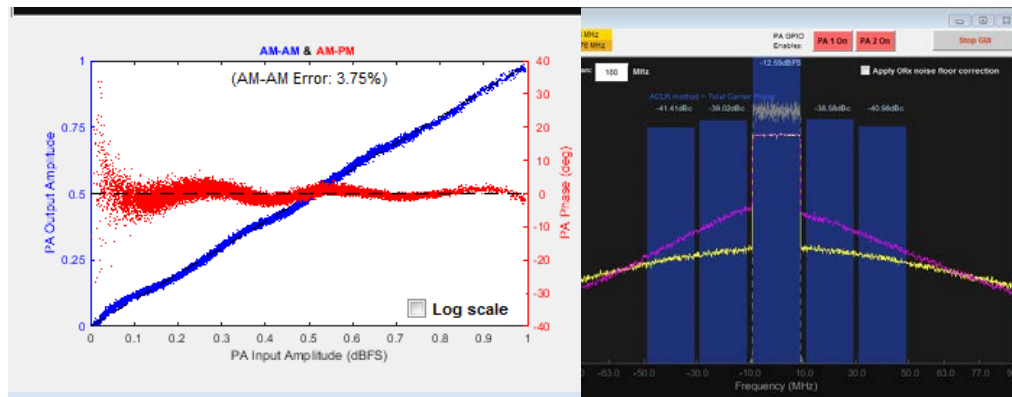 AM-AM & AM-PM
(AM-AM Error: 3.75%)
PA Output Amplitude
1
0.75
0.5
0.25
0
40
30
20
10
0
-10
-20
-30
-40
PA Phase (deg)
Log scale
0 0.1 0.2 0.3 0.4 0.5 0.6 0.7 0.8 0.9 1
PA Input Amplitude (dBFS)
MHz
MHz
PA GPIO
Enables:
PA 1 On
PA 2 On
Stop GUI
180 MHz
-12.59dBFS
Apply ORx noise floor correction
ACLR method = Total Carrier Power
-41.41dBc -39.02dBc -38.58dBc -40.98dBc
-63.0 -50.0 -30.0 -10.0 10.0 30.0 50.0 63.0 77.0
Frequency (MHz)